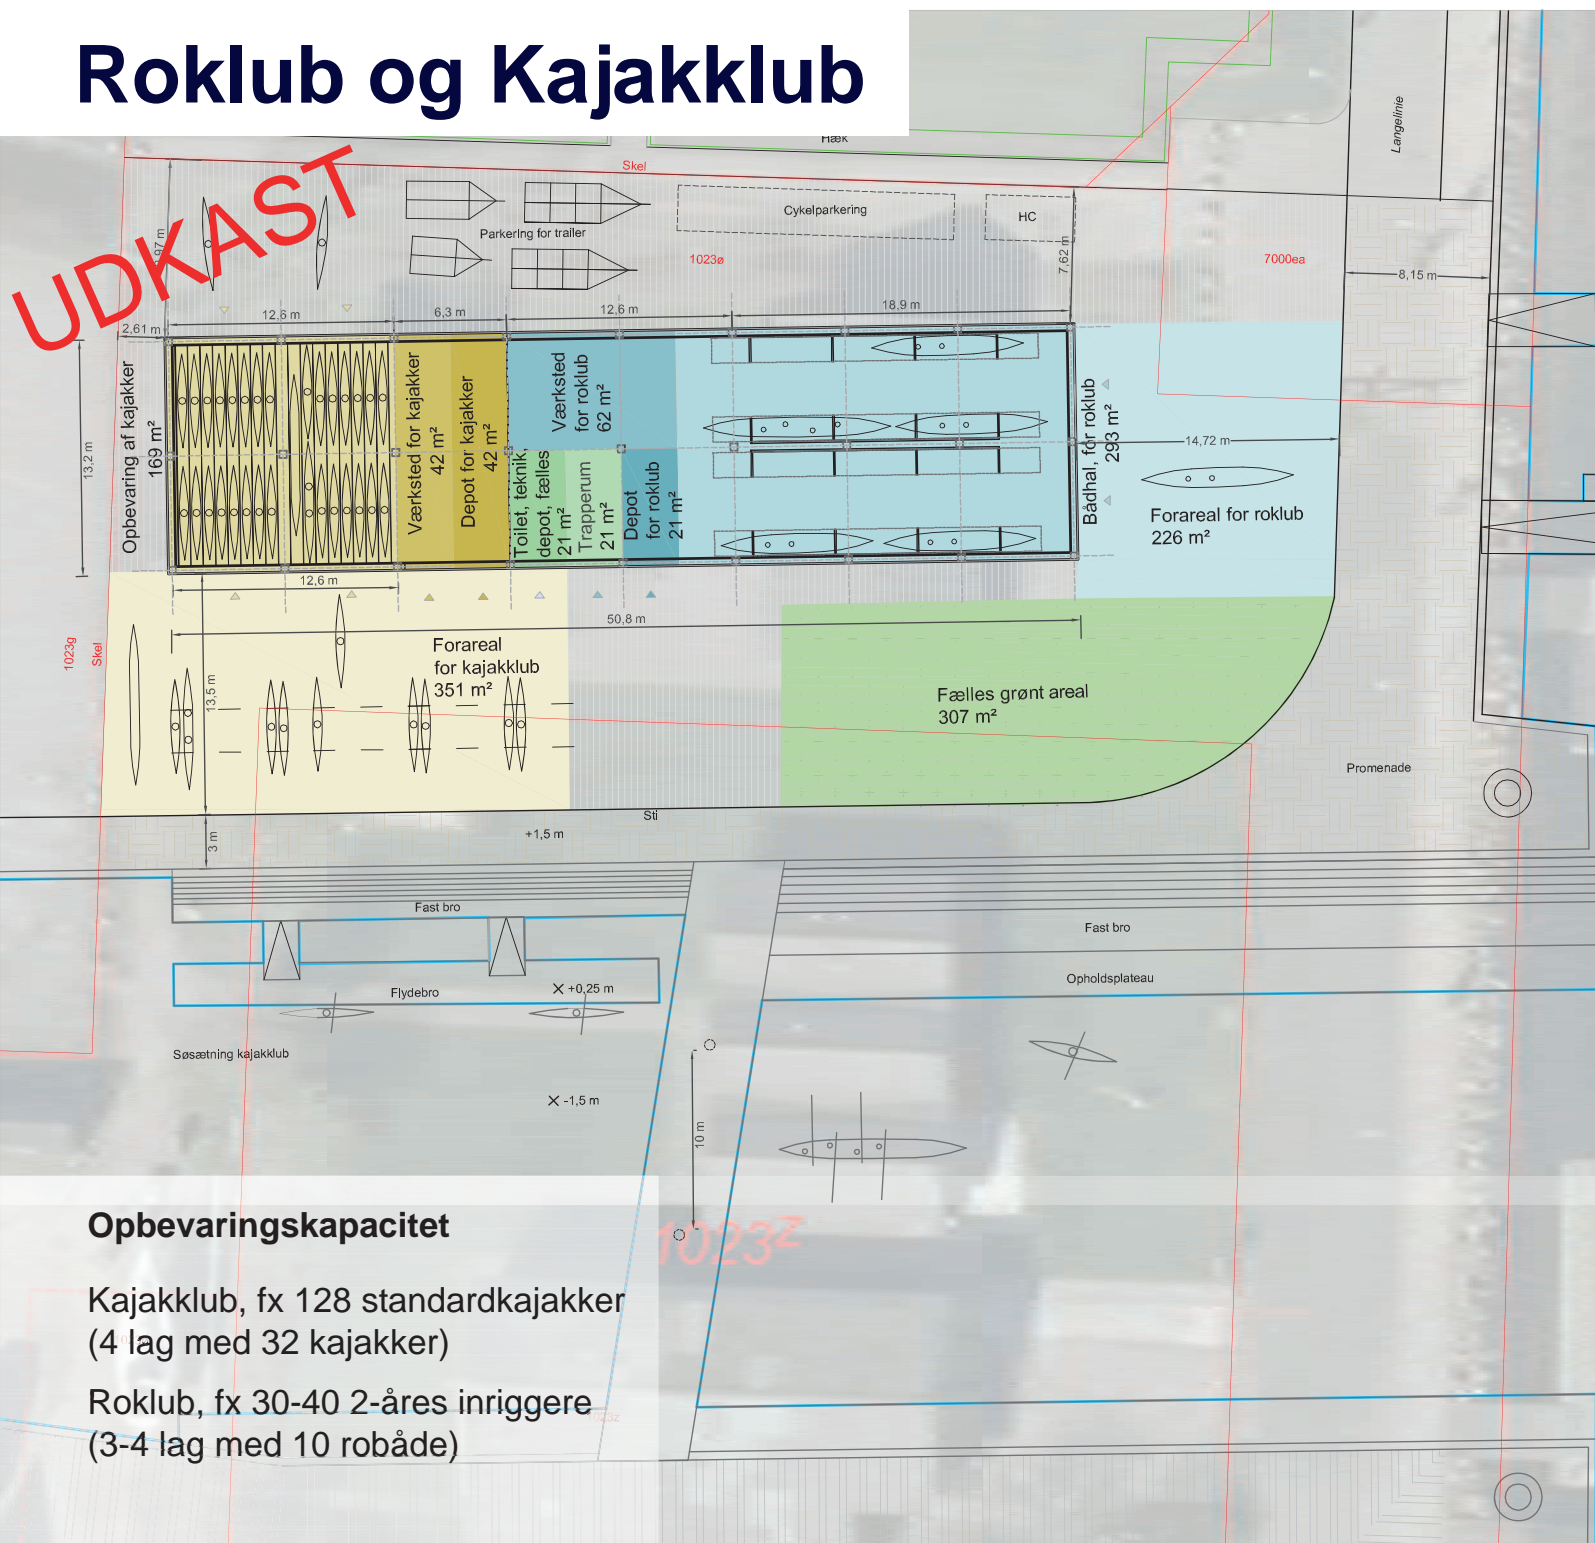 Roklub og Kajakklub
UDKAST
Hæk
Skel
Langelinie
Cykelparkering
HC
Parkering for trailer
1023ø
7000ea
7,62 m
8,15 m
2,61 m
12,6 m
6,3 m
12,6 m
18,9 m
13,2 m
Opbevaring af kajakker
169 m²
Værksted for kajakker
42 m²
Depot for kajakker
42 m²
Værksted
for roklub
62 m²
Toilet, teknik,
depot, fælles
21 m²
Trapperum
21 m²
Depot
for roklub
21 m²
Bådhal, for roklub
293 m²
14,72 m
Forareal for roklub
226 m²
12,6 m
50,8 m
1023g
Skel
13,5 m
Forareal
for kajakklub
351 m²
Fælles grønt areal
307 m²
Promenade
Sti
+1,5 m
3 m
Fast bro
Fast bro
Flydebro
+0,25 m
Opholdsplateau
Søsætning kajakklub
-1,5 m
10 m
1023z
Opbevaringskapacitet
Kajakklub, fx 128 standardkajakker
(4 lag med 32 kajakker)
Roklub, fx 30-40 2-åres inriggere
1023z
(3-4 lag med 10 robåde)